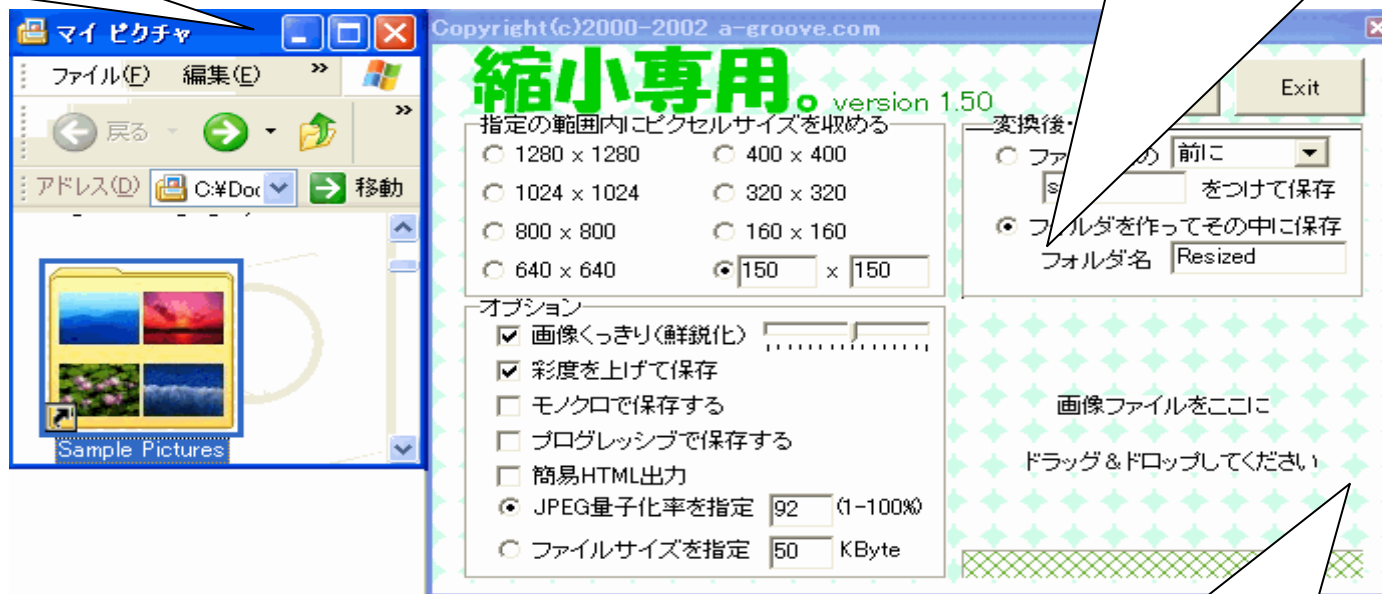 マイ ピクチャ
ファイル(F) 編集(E) »
戻る »
アドレス(D) C:¥Doc 移動
Sample Pictures
Copyright(c)2000-2002 a-groove.com
縮小専用。version 1.50
Exit
指定の範囲内にピクセルサイズを収める
1280 x 1280 400 x 400
1024 x 1024 320 x 320
800 x 800 160 x 160
640 x 640 150 x 150
オプション
画像くっきり(鮮鋭化)
彩度を上げて保存
モノクロで保存する
プログレッシブで保存する
簡易HTML出力
JPEG量子化率を指定 92 (1-100%)
ファイルサイズを指定 50 KByte
変換後
前に
をつけて保存
フォルダを作ってその中に保存
フォルダ名 Resized
画像ファイルをここに
ドラッグ&ドロップしてください